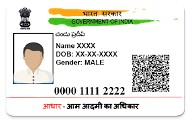 भारत सरकार
GOVERNMENT OF INDIA
చందు ప్రదీప్
Name XXXX
DOB: XX-XX-XXXX
Gender: MALE
0000 1111 2222
आधार - आम आदमी का अधिकार